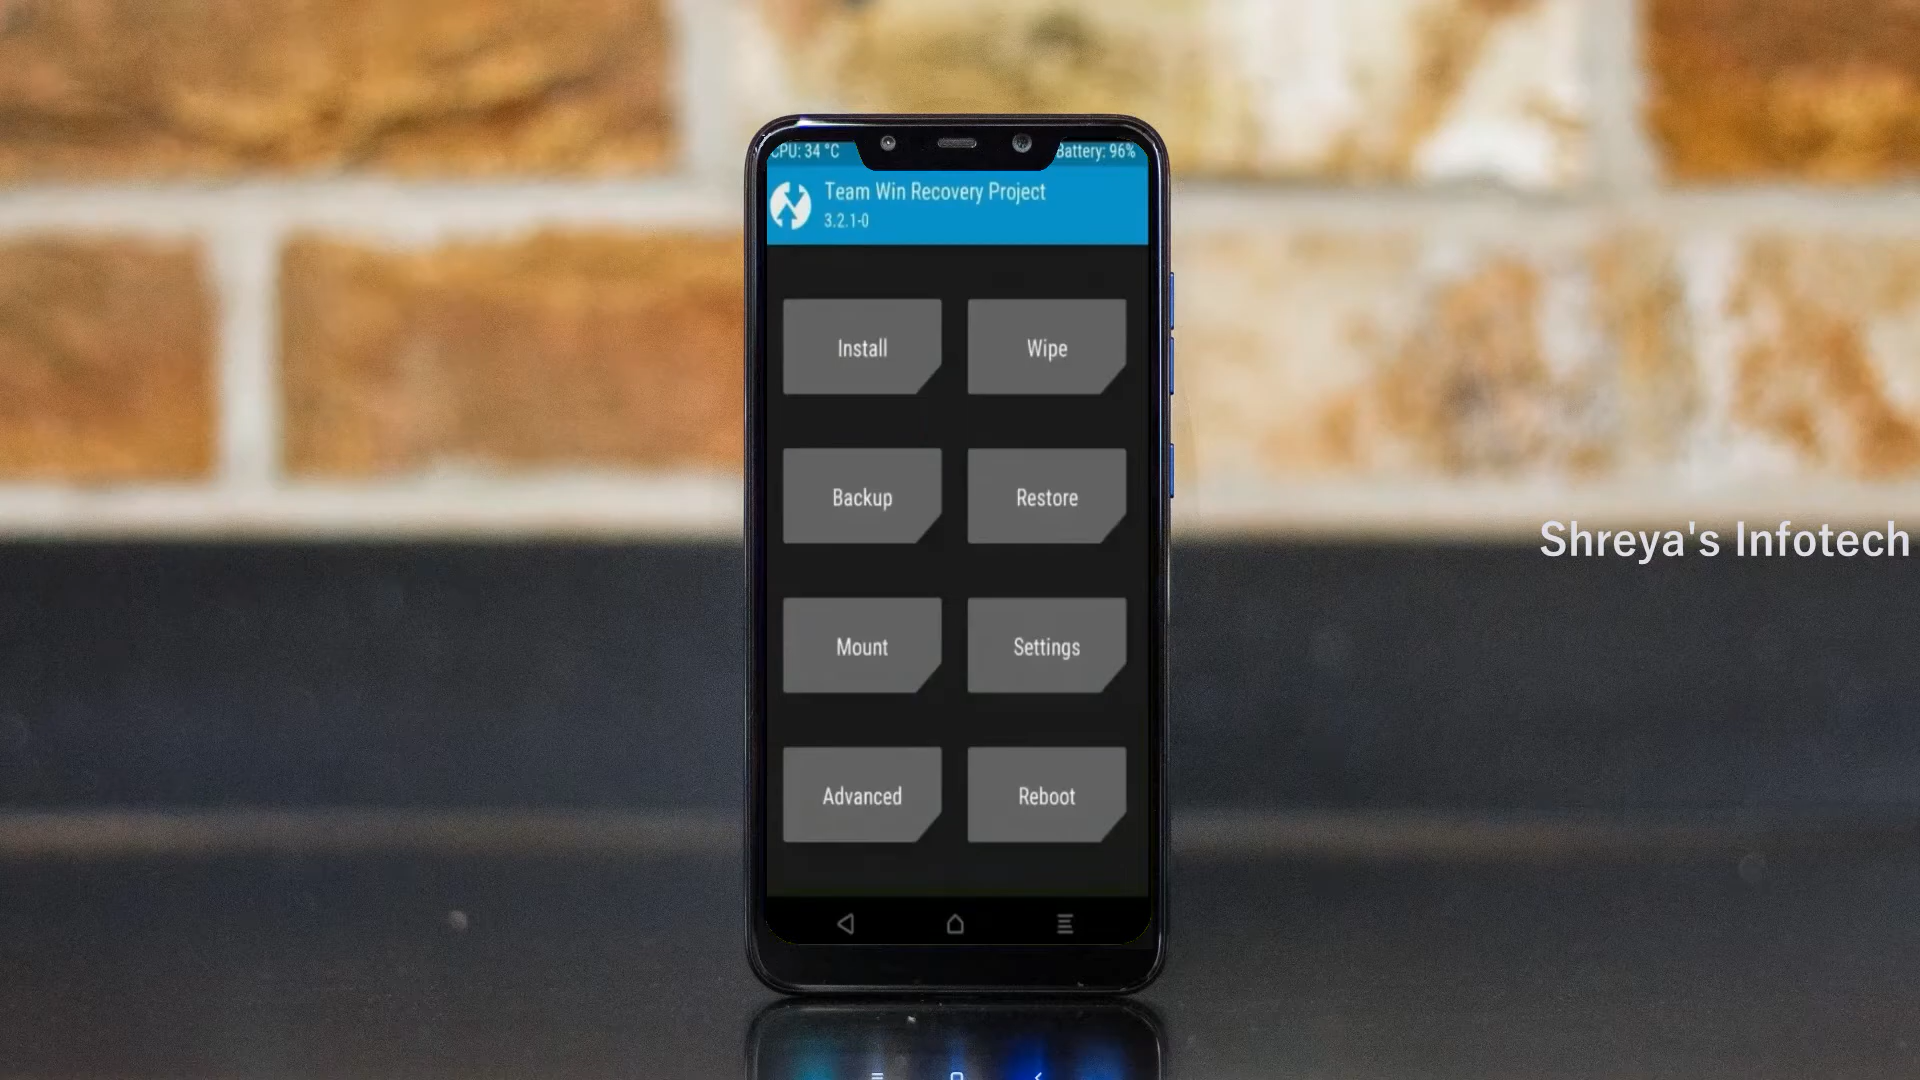 CPU: 34 °C
Battery: 96%
Team Win Recovery Project
3.2.1-0
Install
Wipe
Backup
Restore
Mount
Settings
Advanced
Reboot
Shreya's Infotech